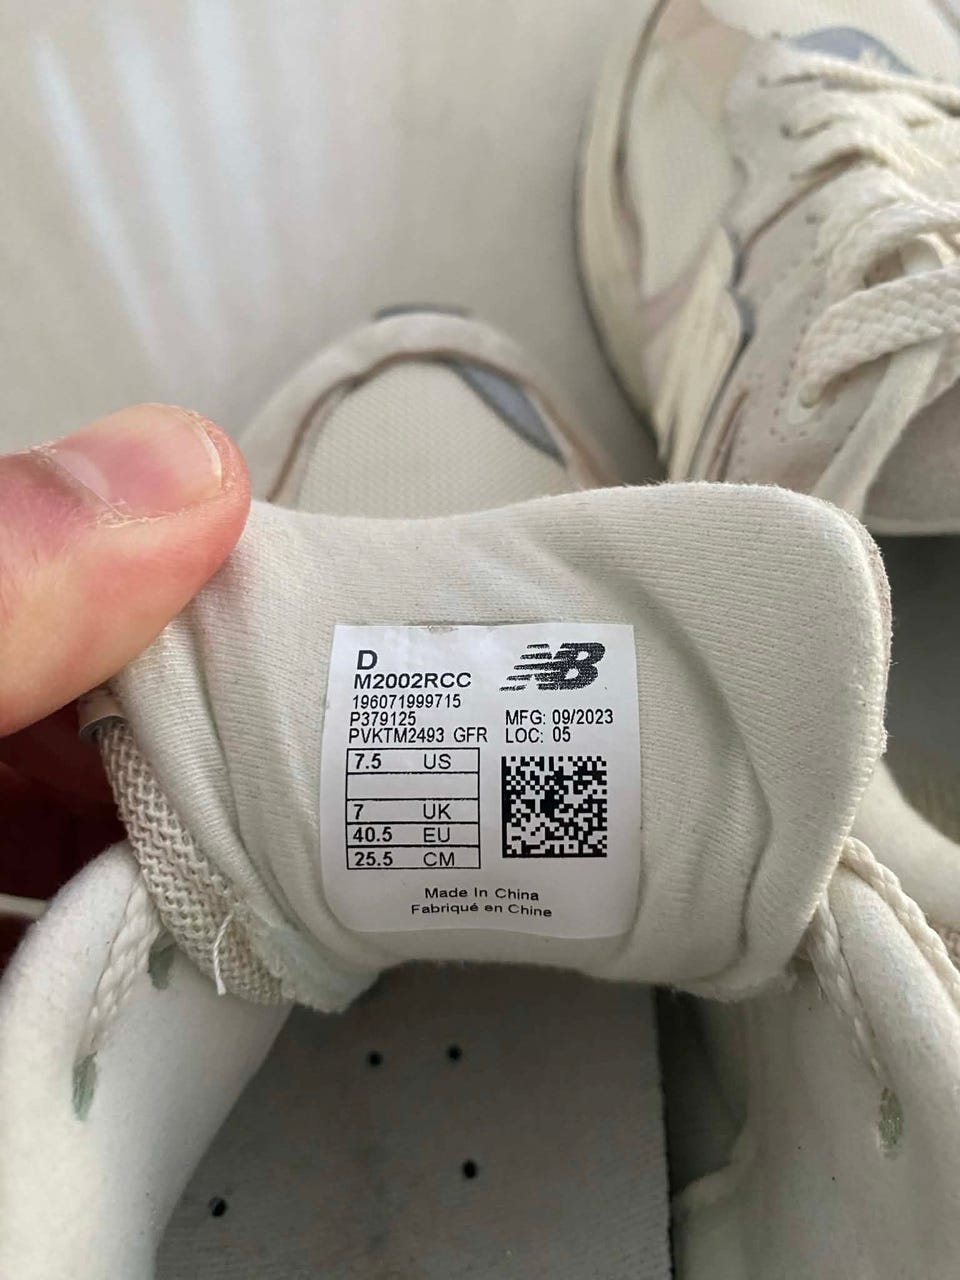 D
M2002RCC
196071999715
P379125
PVKTM2493 GFR
NB
MFG: 09/2023
LOC: 05
7.5 US
7 UK
40.5 EU
25.5 CM
Made In China
Fabriqué en Chine